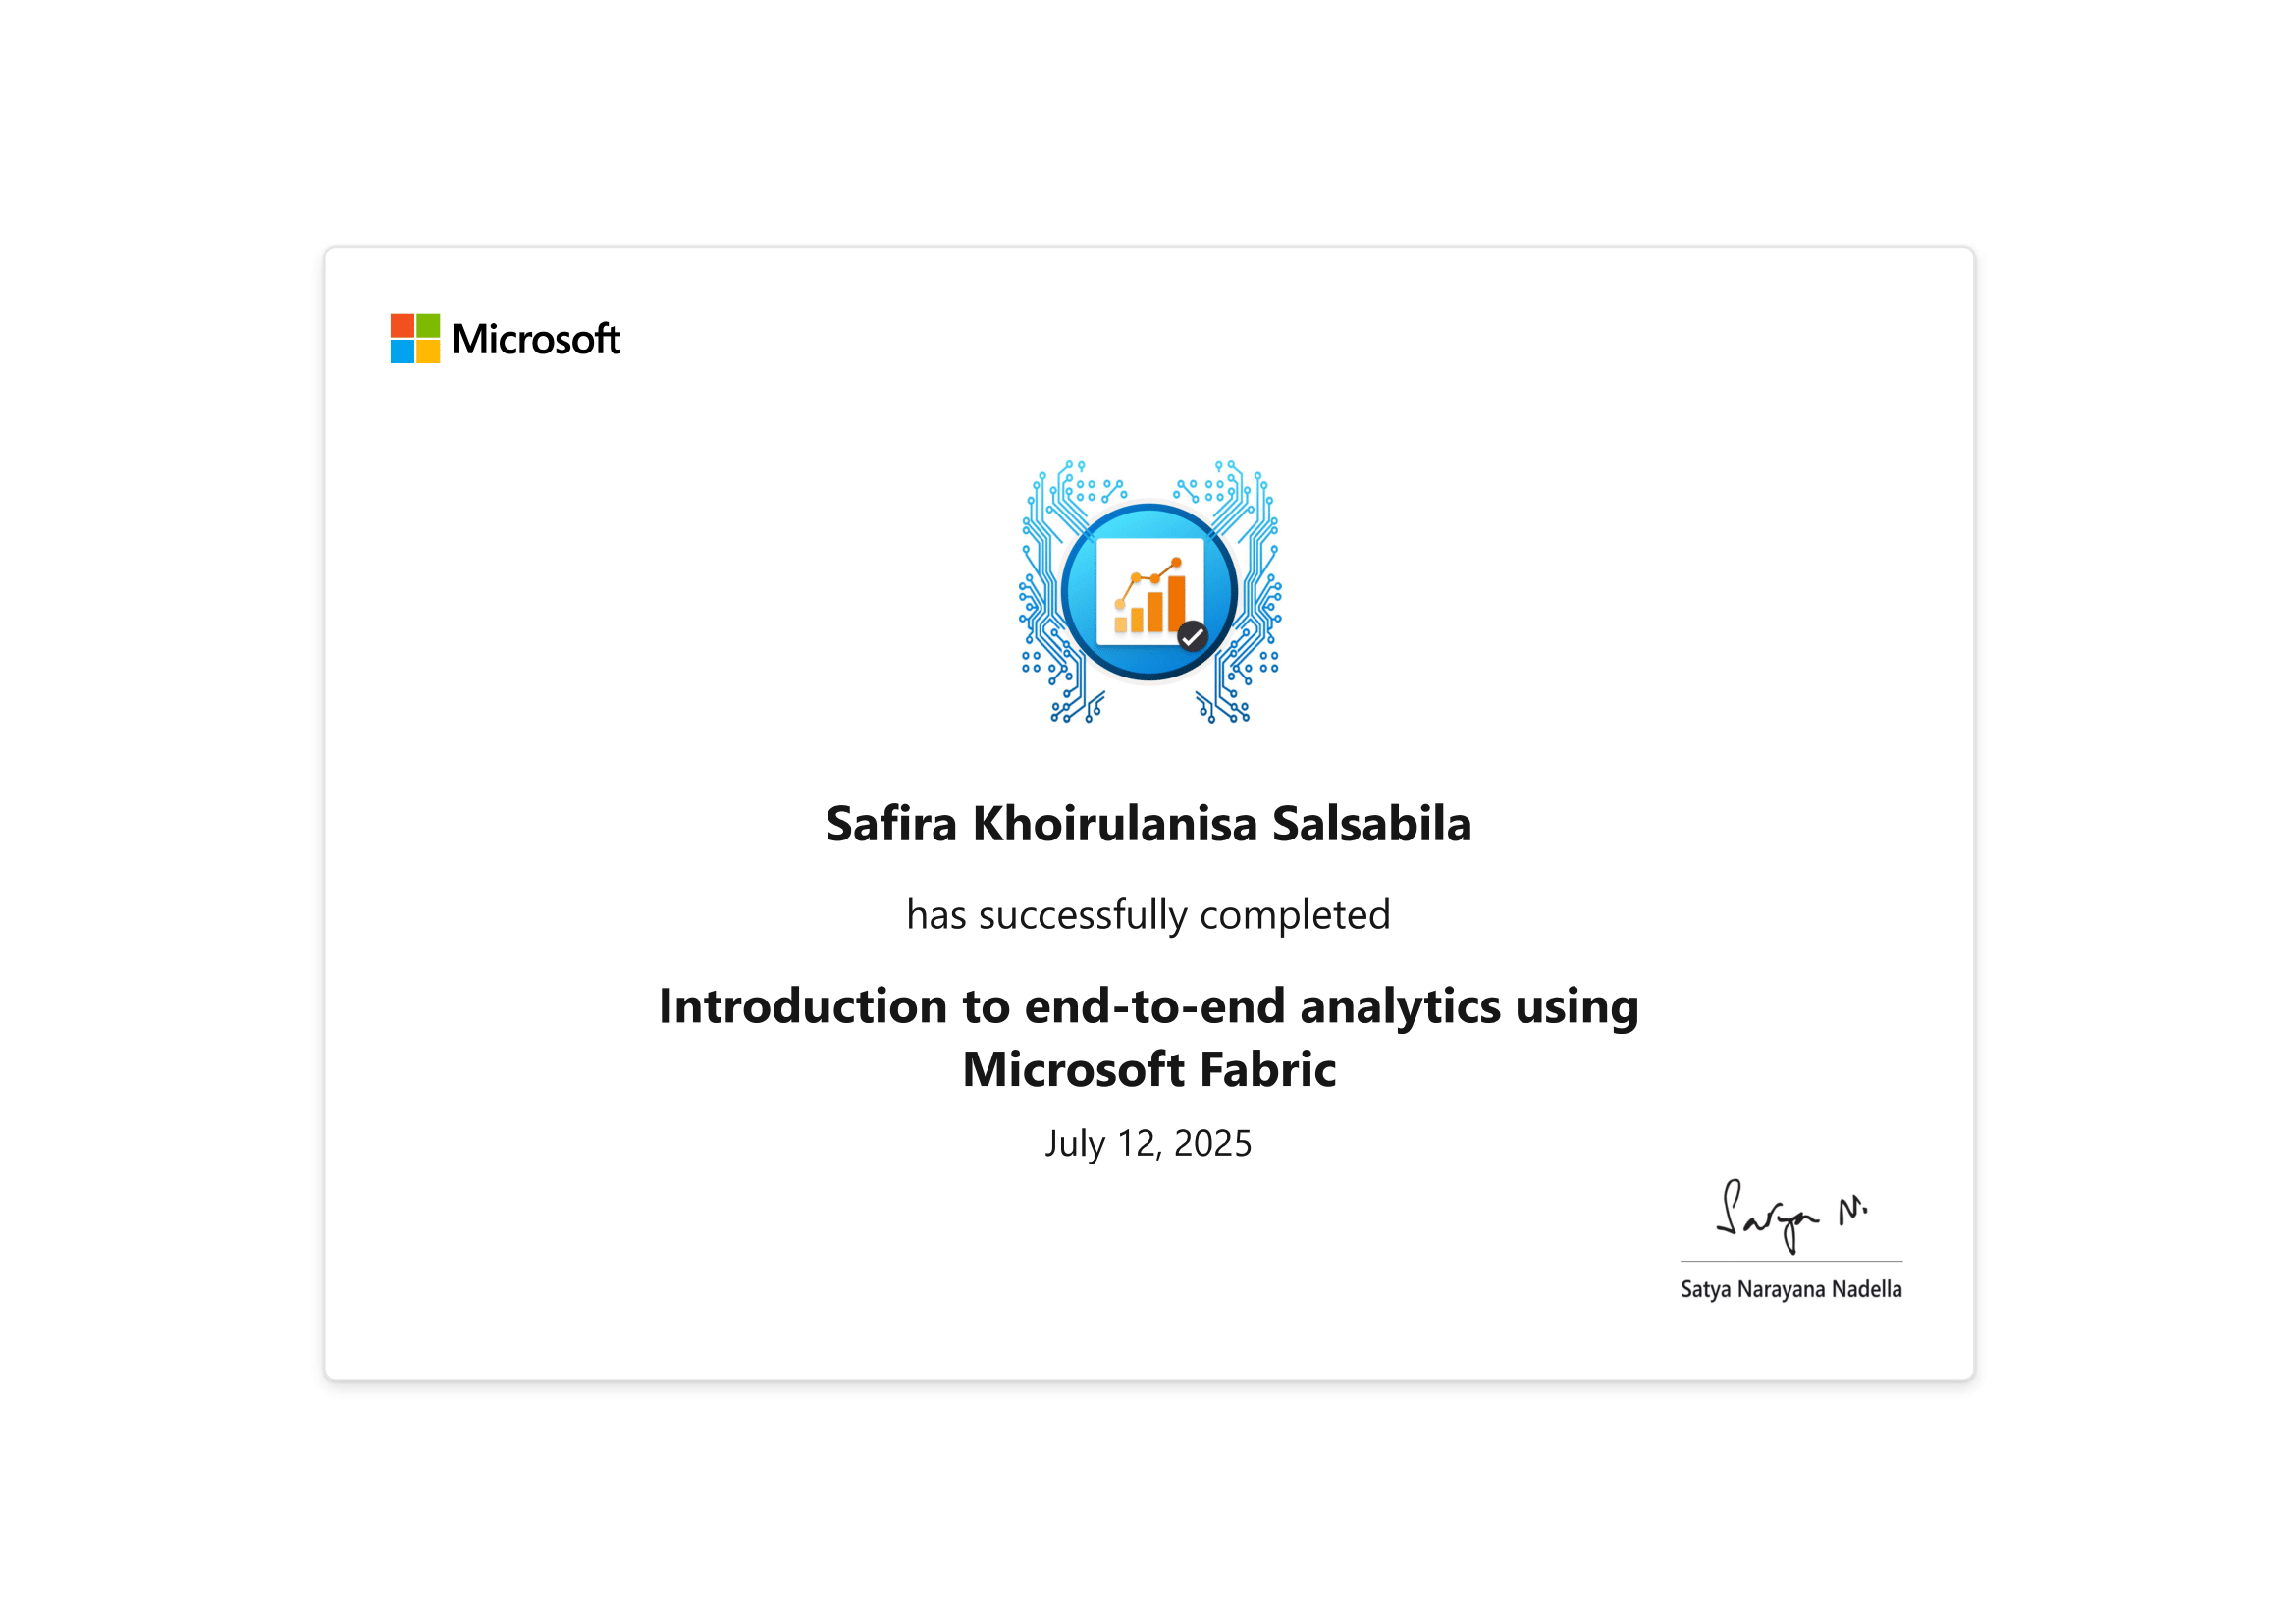 Microsoft
Safira Khoirulanisa Salsabila
has successfully completed
Introduction to end-to-end analytics using
Microsoft Fabric
July 12, 2025
Satya N.
Satya Narayana Nadella